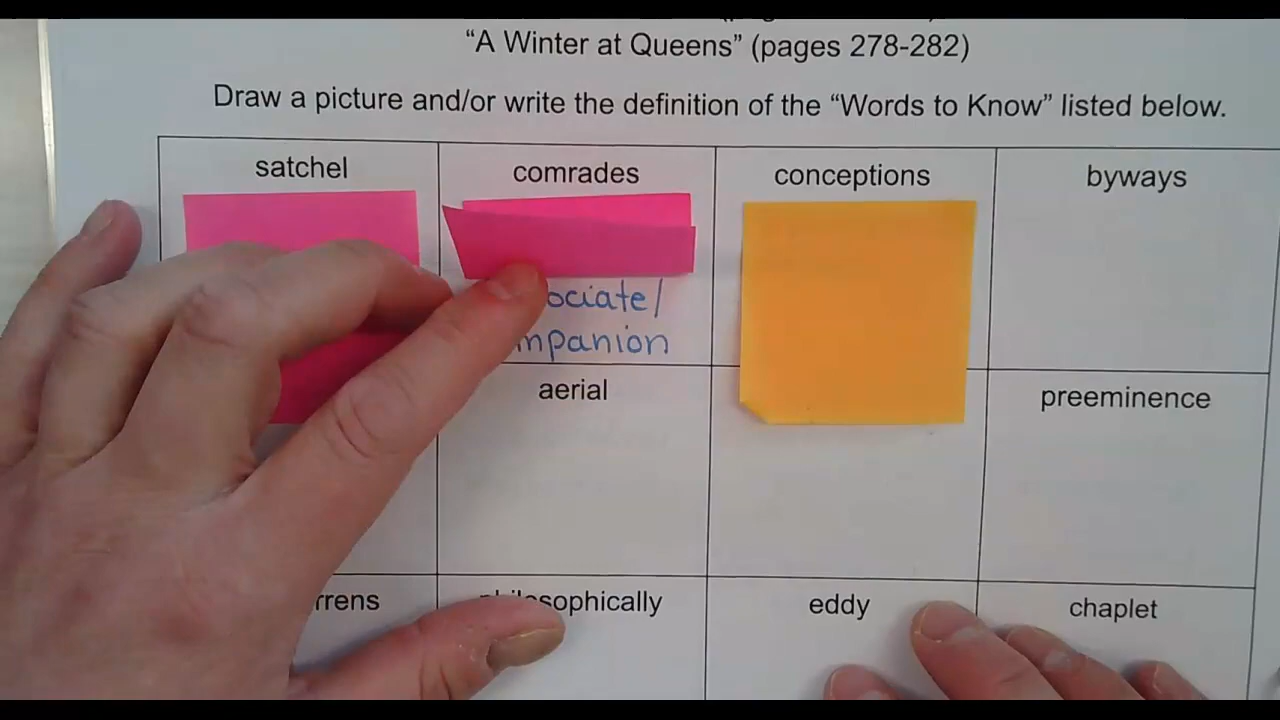 “A Winter at Queens” (pages 278-282)
Draw a picture and/or write the definition of the “Words to Know” listed below.
satchel comrades conceptions byways
ociate/
mpanion
aerial preeminence
rrens sophically eddy chaplet